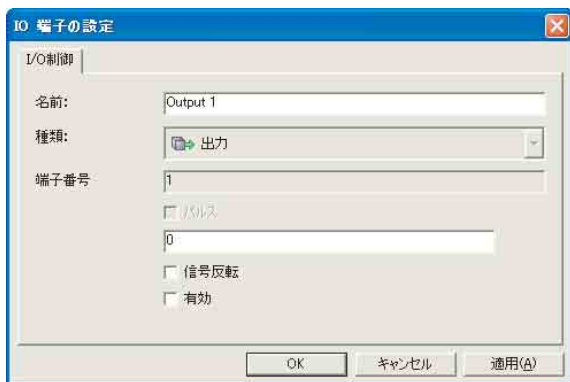 IO 端子の設定
I/O制御
名前: Output 1
種類: 出力
端子番号 1
パルス
0
信号反転
有効
OK キャンセル 適用(A)